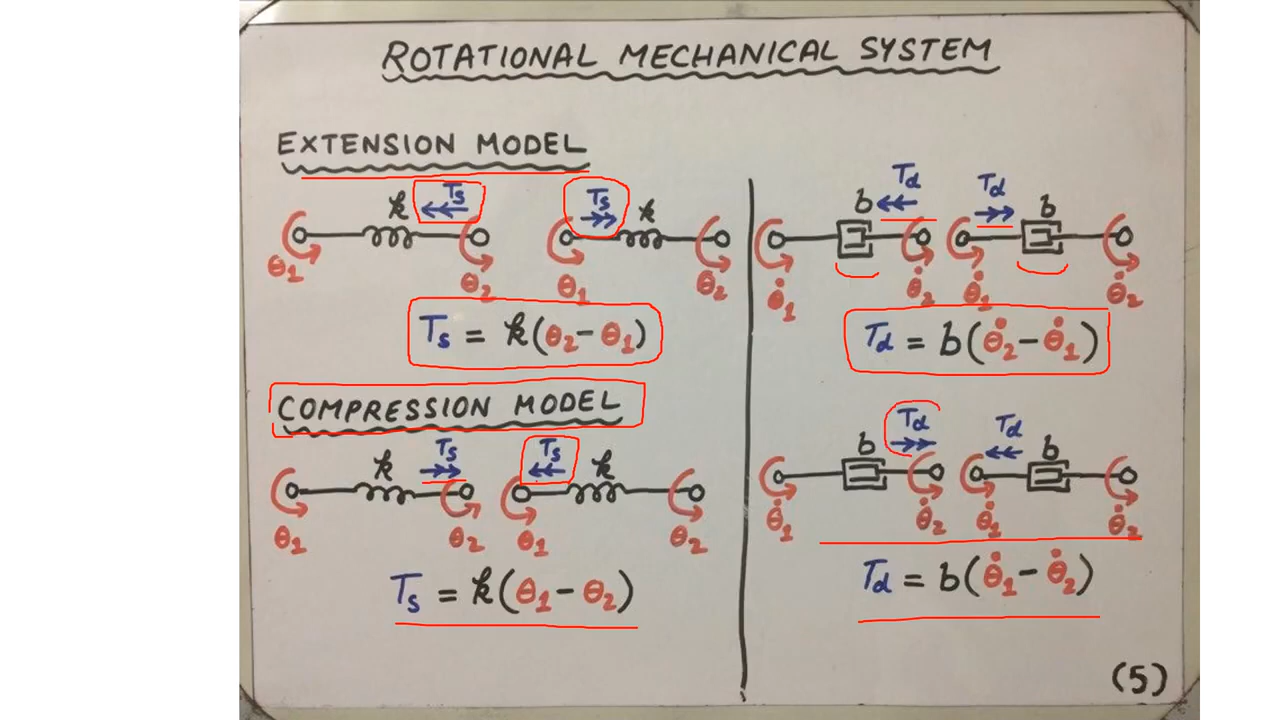 ROTATIONAL MECHANICAL SYSTEM
EXTENSION MODEL
k Ts Ts k
θ1 θ2 θ1 θ2
Ts = k(θ2 − θ1)
b Td Td b
θ̇1 θ̇2 θ̇1 θ̇2
Td = b(θ̇2 − θ̇1)
COMPRESSION MODEL
k Ts Ts k
θ1 θ2 θ1 θ2
Ts = k(θ1 − θ2)
b Td Td b
θ̇1 θ̇2 θ̇1 θ̇2
Td = b(θ̇1 − θ̇2)
(5)